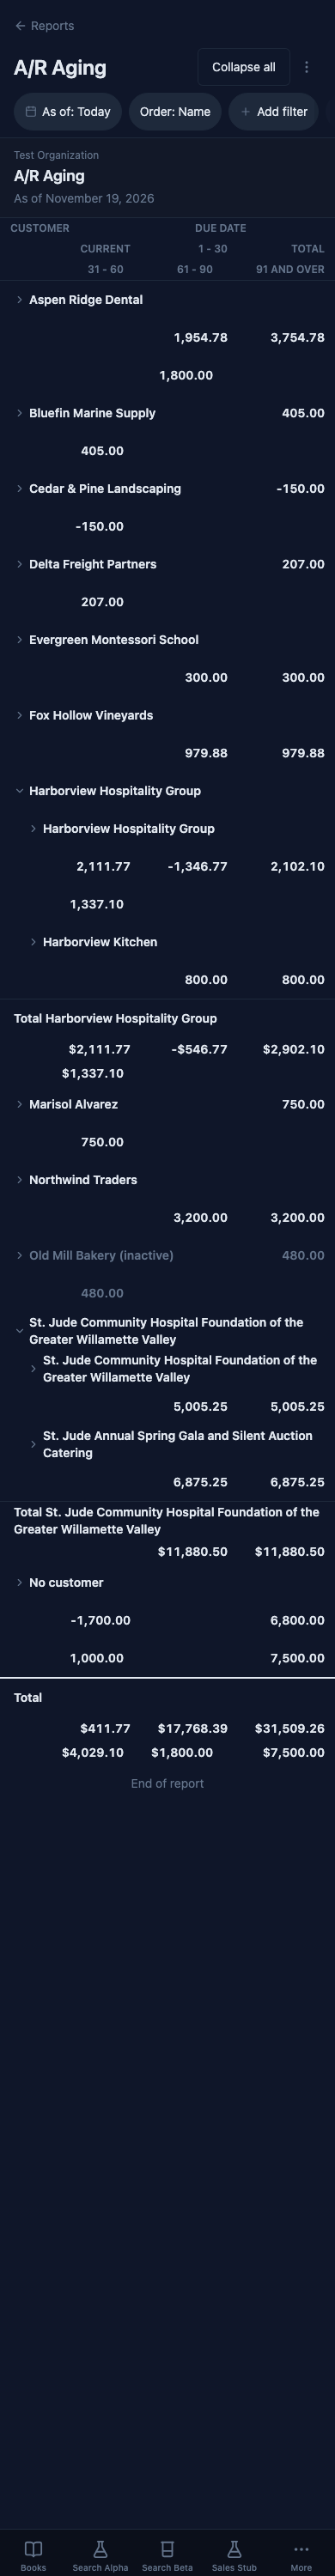 Reports
A/R Aging
Collapse all
As of: Today
Order: Name
Add filter
Test Organization
A/R Aging
As of November 19, 2026
CUSTOMER DUE DATE
CURRENT 1 - 30 TOTAL
31 - 60 61 - 90 91 AND OVER
Aspen Ridge Dental
1,954.78 3,754.78
1,800.00
Bluefin Marine Supply 405.00
405.00
Cedar & Pine Landscaping -150.00
-150.00
Delta Freight Partners 207.00
207.00
Evergreen Montessori School
300.00 300.00
Fox Hollow Vineyards
979.88 979.88
Harborview Hospitality Group
Harborview Hospitality Group
2,111.77 -1,346.77 2,102.10
1,337.10
Harborview Kitchen
800.00 800.00
Total Harborview Hospitality Group
$2,111.77 -$546.77 $2,902.10
$1,337.10
Marisol Alvarez 750.00
750.00
Northwind Traders
3,200.00 3,200.00
Old Mill Bakery (inactive) 480.00
480.00
St. Jude Community Hospital Foundation of the
Greater Willamette Valley
St. Jude Community Hospital Foundation of the
Greater Willamette Valley
5,005.25 5,005.25
St. Jude Annual Spring Gala and Silent Auction
Catering
6,875.25 6,875.25
Total St. Jude Community Hospital Foundation of the
Greater Willamette Valley
$11,880.50 $11,880.50
No customer
-1,700.00 6,800.00
1,000.00 7,500.00
Total
$411.77 $17,768.39 $31,509.26
$4,029.10 $1,800.00 $7,500.00
End of report
Books
Search Alpha
Search Beta
Sales Stub
More